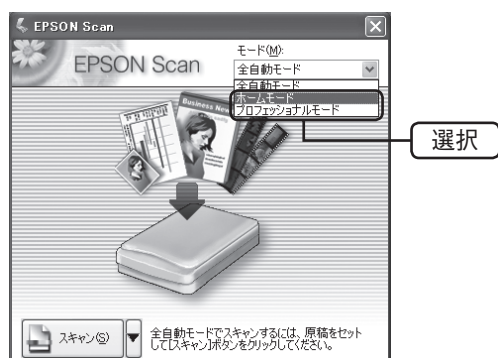 EPSON Scan
EPSON Scan
モード(M):
全自動モード
全自動モード
ホームモード
プロフェッショナルモード
選択
Business News
スキャン(S)
全自動モードでスキャンするには、原稿をセット
して[スキャン]ボタンをクリックしてください。